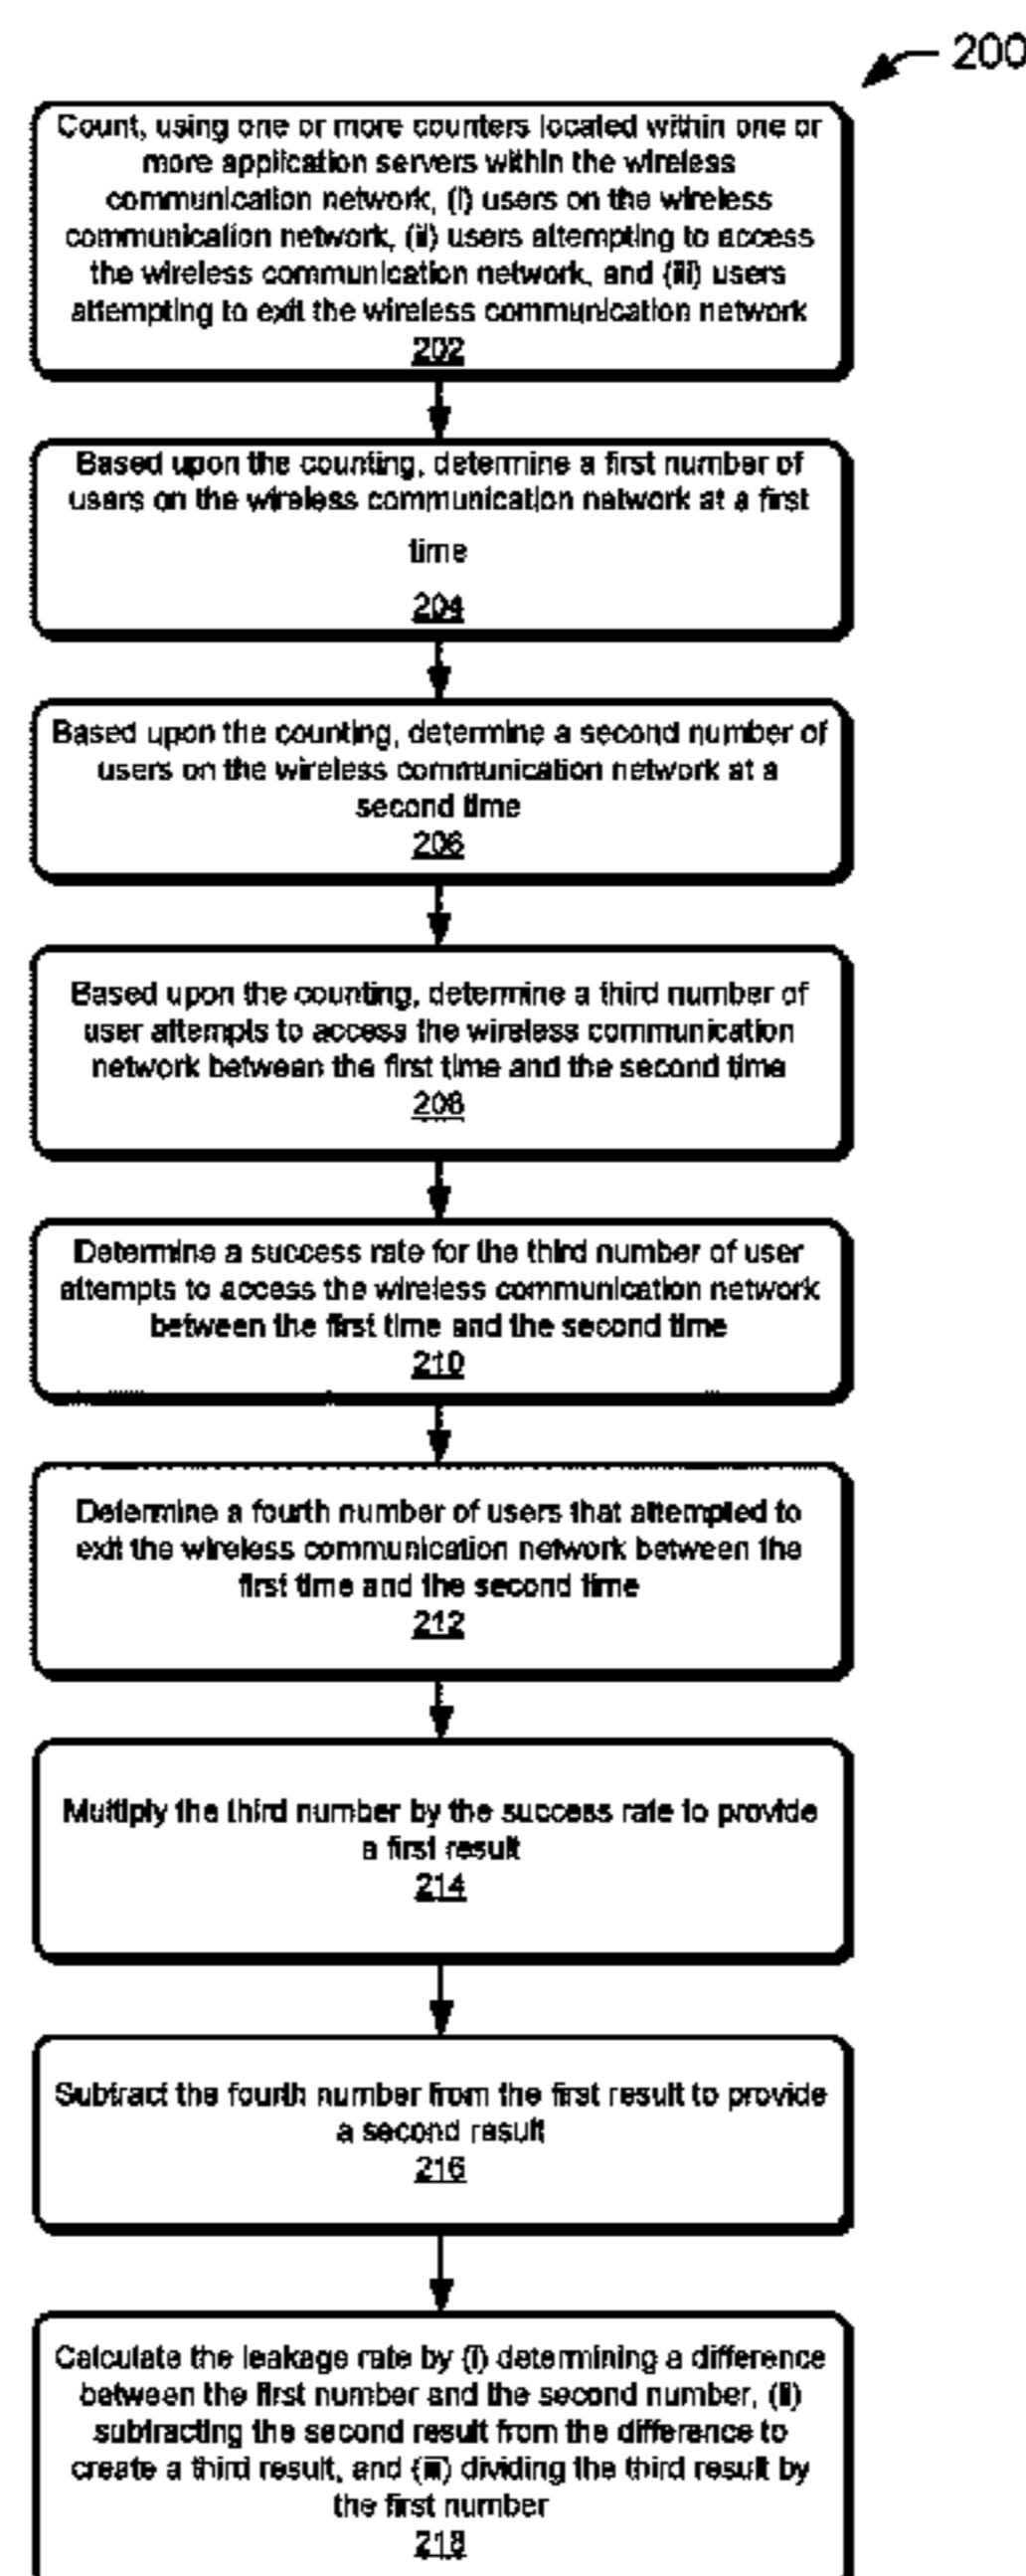 200
Count, using one or more counters located within one or
more application servers within the wireless
communication network, (i) users on the wireless
communication network, (ii) users attempting to access
the wireless communication network, and (iii) users
attempting to exit the wireless communication network
202
Based upon the counting, determine a first number of
users on the wireless communication network at a first
time
204
Based upon the counting, determine a second number of
users on the wireless communication network at a
second time
206
Based upon the counting, determine a third number of
user attempts to access the wireless communication
network between the first time and the second time
208
Determine a success rate for the third number of user
attempts to access the wireless communication network
between the first time and the second time
210
Determine a fourth number of users that attempted to
exit the wireless communication network between the
first time and the second time
212
Multiply the third number by the success rate to provide
a first result
214
Subtract the fourth number from the first result to provide
a second result
216
Calculate the leakage rate by (i) determining a difference
between the first number and the second number, (ii)
subtracting the second result from the difference to
create a third result, and (iii) dividing the third result by
the first number
218